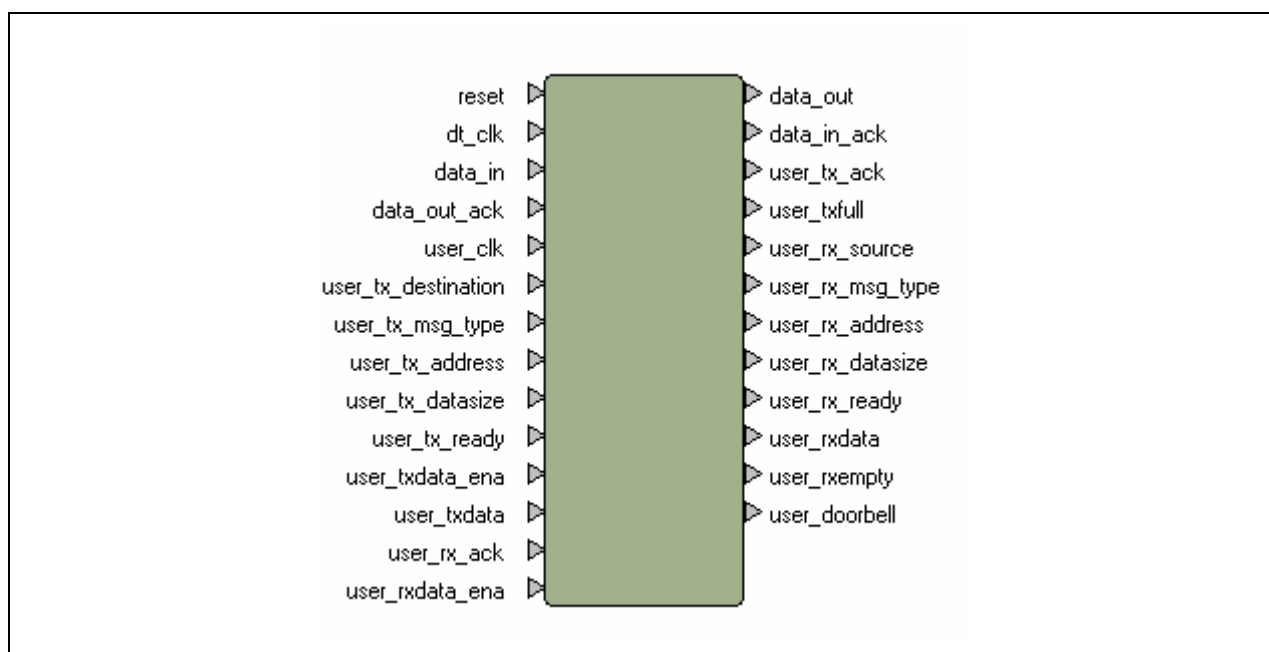 reset
dt_clk
data_in
data_out_ack
user_clk
user_tx_destination
user_tx_msg_type
user_tx_address
user_tx_datasize
user_tx_ready
user_txdata_ena
user_txdata
user_rx_ack
user_rxdata_ena
data_out
data_in_ack
user_tx_ack
user_txfull
user_rx_source
user_rx_msg_type
user_rx_address
user_rx_datasize
user_rx_ready
user_rxdata
user_rxempty
user_doorbell